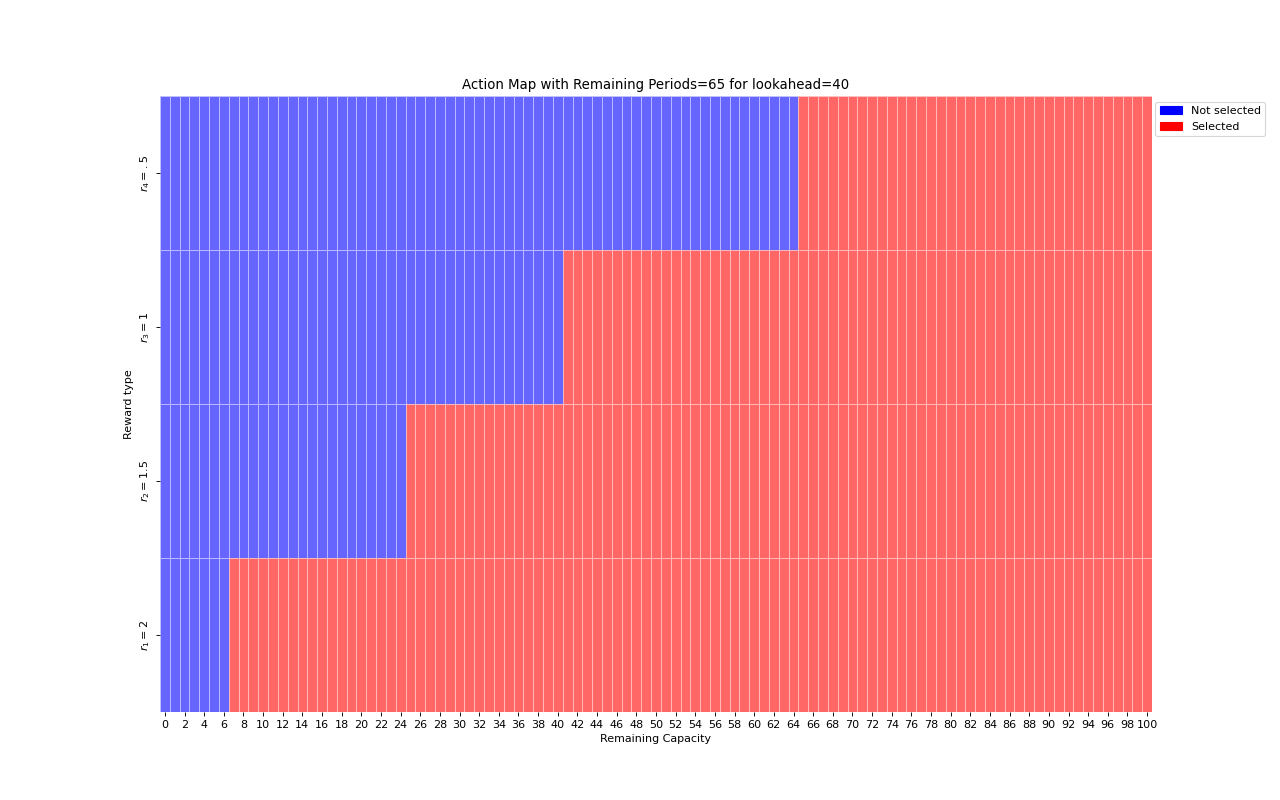 Action Map with Remaining Periods=65 for lookahead=40
Not selected
Selected
r₄ = .5
r₃ = 1
Reward type
r₂ = 1.5
r₁ = 2
0 2 4 6 8 10 12 14 16 18 20 22 24 26 28 30 32 34 36 38 40 42 44 46 48 50 52 54 56 58 60 62 64 66 68 70 72 74 76 78 80 82 84 86 88 90 92 94 96 98 100
Remaining Capacity